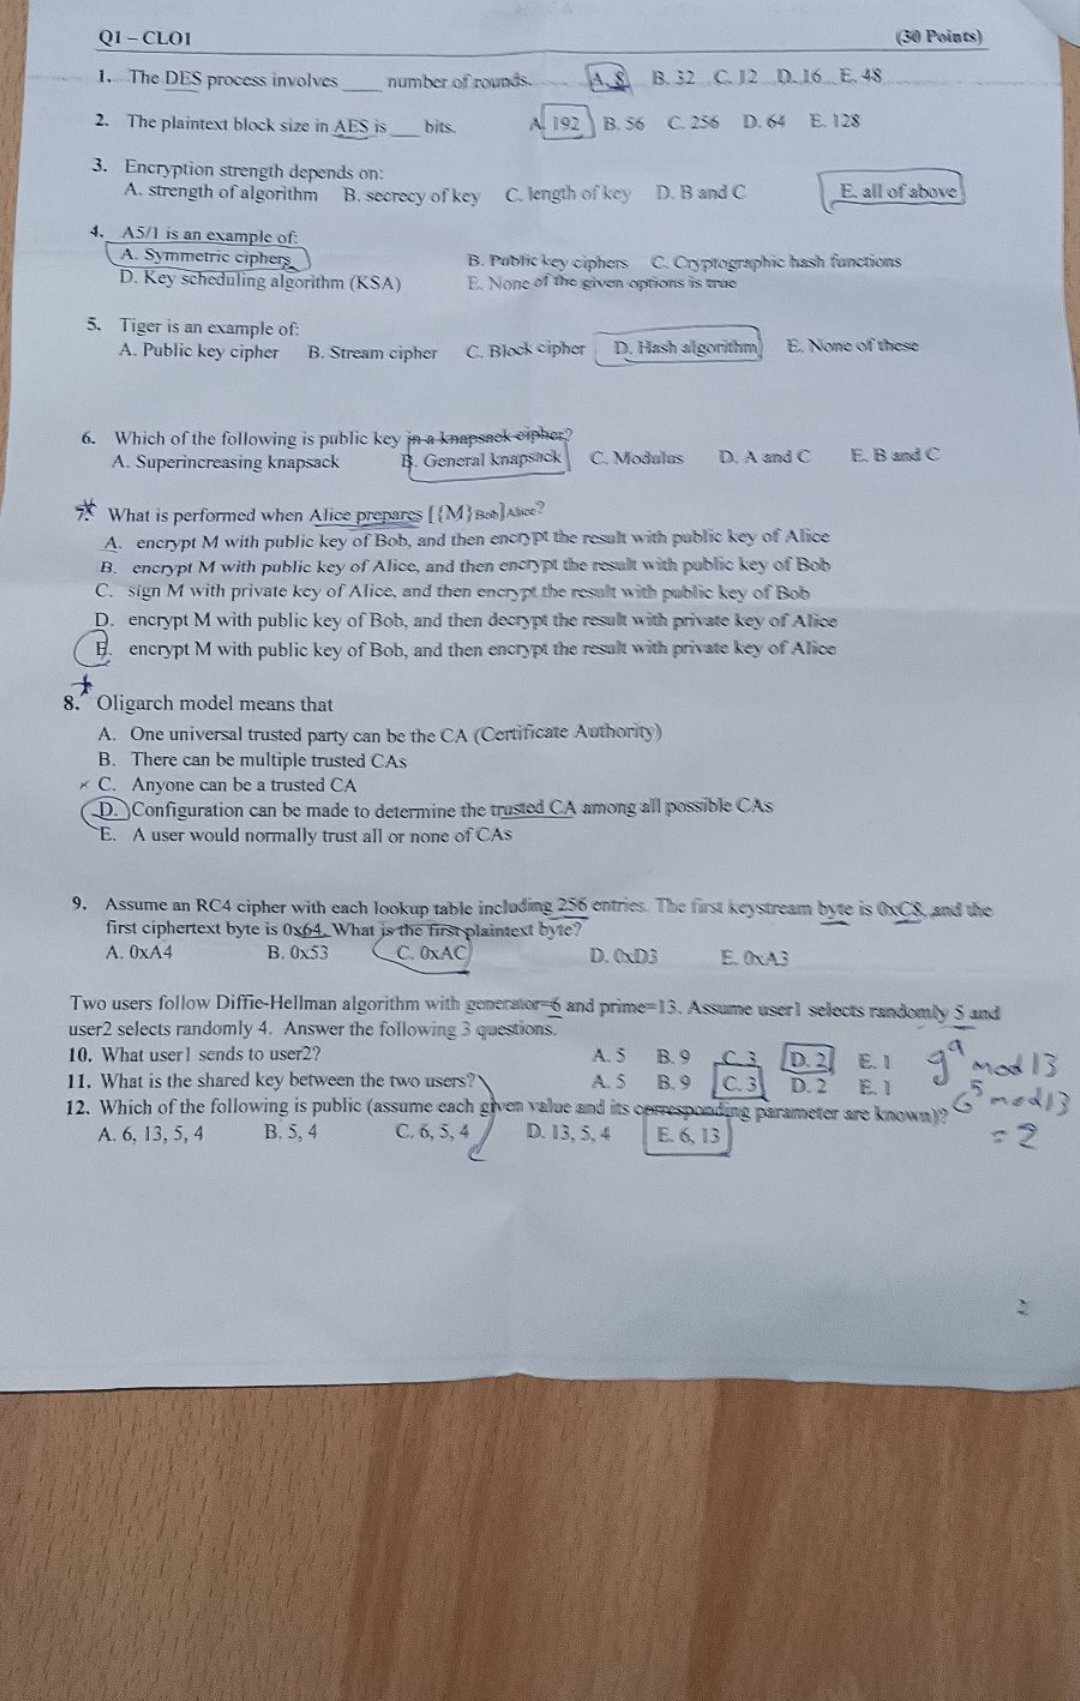 Q1 – CLO1 (30 Points)
1. The DES process involves ____ number of rounds. A. 8 B. 32 C. 12 D. 16 E. 48
2. The plaintext block size in AES is ___ bits. A. 192 B. 56 C. 256 D. 64 E. 128
3. Encryption strength depends on:
A. strength of algorithm B. secrecy of key C. length of key D. B and C E. all of above
4. A5/1 is an example of:
A. Symmetric ciphers B. Public key ciphers C. Cryptographic hash functions
D. Key scheduling algorithm (KSA) E. None of the given options is true
5. Tiger is an example of:
A. Public key cipher B. Stream cipher C. Block cipher D. Hash algorithm E. None of these
6. Which of the following is public key in a knapsack cipher?
A. Superincreasing knapsack B. General knapsack C. Modulus D. A and C E. B and C
7. What is performed when Alice prepares [{M}Bob]Alice?
A. encrypt M with public key of Bob, and then encrypt the result with public key of Alice
B. encrypt M with public key of Alice, and then encrypt the result with public key of Bob
C. sign M with private key of Alice, and then encrypt the result with public key of Bob
D. encrypt M with public key of Bob, and then decrypt the result with private key of Alice
E. encrypt M with public key of Bob, and then encrypt the result with private key of Alice
8. Oligarch model means that
A. One universal trusted party can be the CA (Certificate Authority)
B. There can be multiple trusted CAs
C. Anyone can be a trusted CA
D. Configuration can be made to determine the trusted CA among all possible CAs
E. A user would normally trust all or none of CAs
9. Assume an RC4 cipher with each lookup table including 256 entries. The first keystream byte is 0xC8, and the
first ciphertext byte is 0x64. What is the first plaintext byte?
A. 0xA4 B. 0x53 C. 0xAC D. 0xD3 E. 0xA3
Two users follow Diffie-Hellman algorithm with generator=6 and prime=13. Assume user1 selects randomly 5 and
user2 selects randomly 4. Answer the following 3 questions.
10. What user1 sends to user2? A. 5 B. 9 C. 3 D. 2 E. 1 g^a mod 13
11. What is the shared key between the two users? A. 5 B. 9 C. 3 D. 2 E. 1
12. Which of the following is public (assume each given value and its corresponding parameter are known)? 6^5 mod 13
A. 6, 13, 5, 4 B. 5, 4 C. 6, 5, 4 D. 13, 5, 4 E. 6, 13 = 2
2